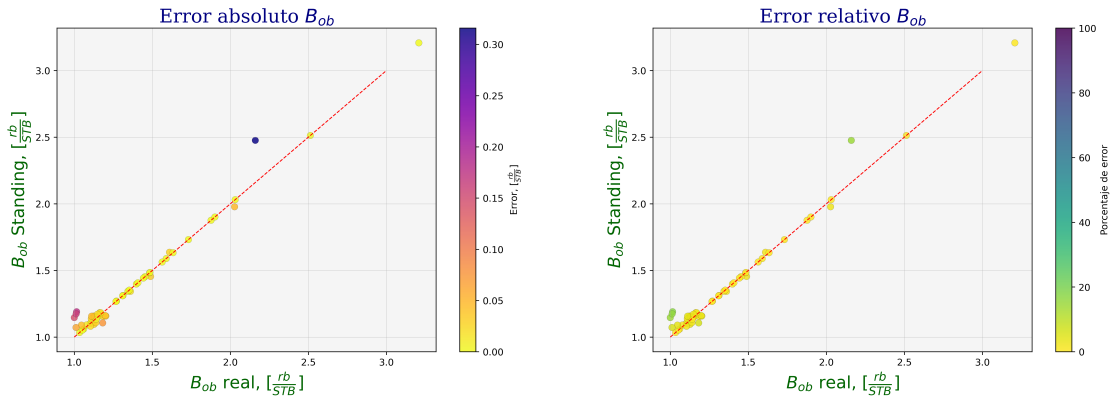 Error absoluto B_ob
B_ob Standing, [rb/STB]
3.0
2.5
2.0
1.5
1.0
1.0 1.5 2.0 2.5 3.0
B_ob real, [rb/STB]
0.30
0.25
0.20
0.15
0.10
0.05
0.00
Error, [rb/STB]
Error relativo B_ob
B_ob Standing, [rb/STB]
3.0
2.5
2.0
1.5
1.0
1.0 1.5 2.0 2.5 3.0
B_ob real, [rb/STB]
100
80
60
40
20
0
Porcentaje de error